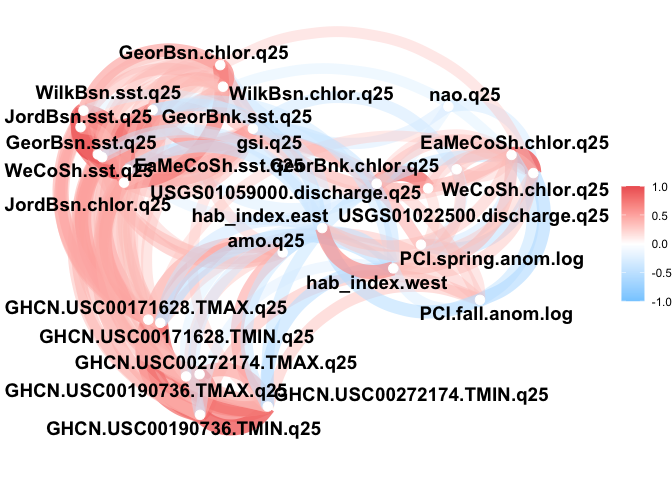 GeorBsn.chlor.q25
WilkBsn.sst.q25
WilkBsn.chlor.q25
nao.q25
JordBsn.sst.q25
GeorBnk.sst.q25
GeorBsn.sst.q25
gsi.q25
EaMeCoSh.chlor.q25
WeCoSh.sst.q25
EaMeCoSh.sst.q25
GeorBnk.chlor.q25
USGS01059000.discharge.q25
WeCoSh.chlor.q25
JordBsn.chlor.q25
hab_index.east
USGS01022500.discharge.q25
amo.q25
PCI.spring.anom.log
hab_index.west
GHCN.USC00171628.TMAX.q25
PCI.fall.anom.log
GHCN.USC00171628.TMIN.q25
GHCN.USC00272174.TMAX.q25
GHCN.USC00190736.TMAX.q25
GHCN.USC00272174.TMIN.q25
GHCN.USC00190736.TMIN.q25
1.0
0.5
0.0
-0.5
-1.0